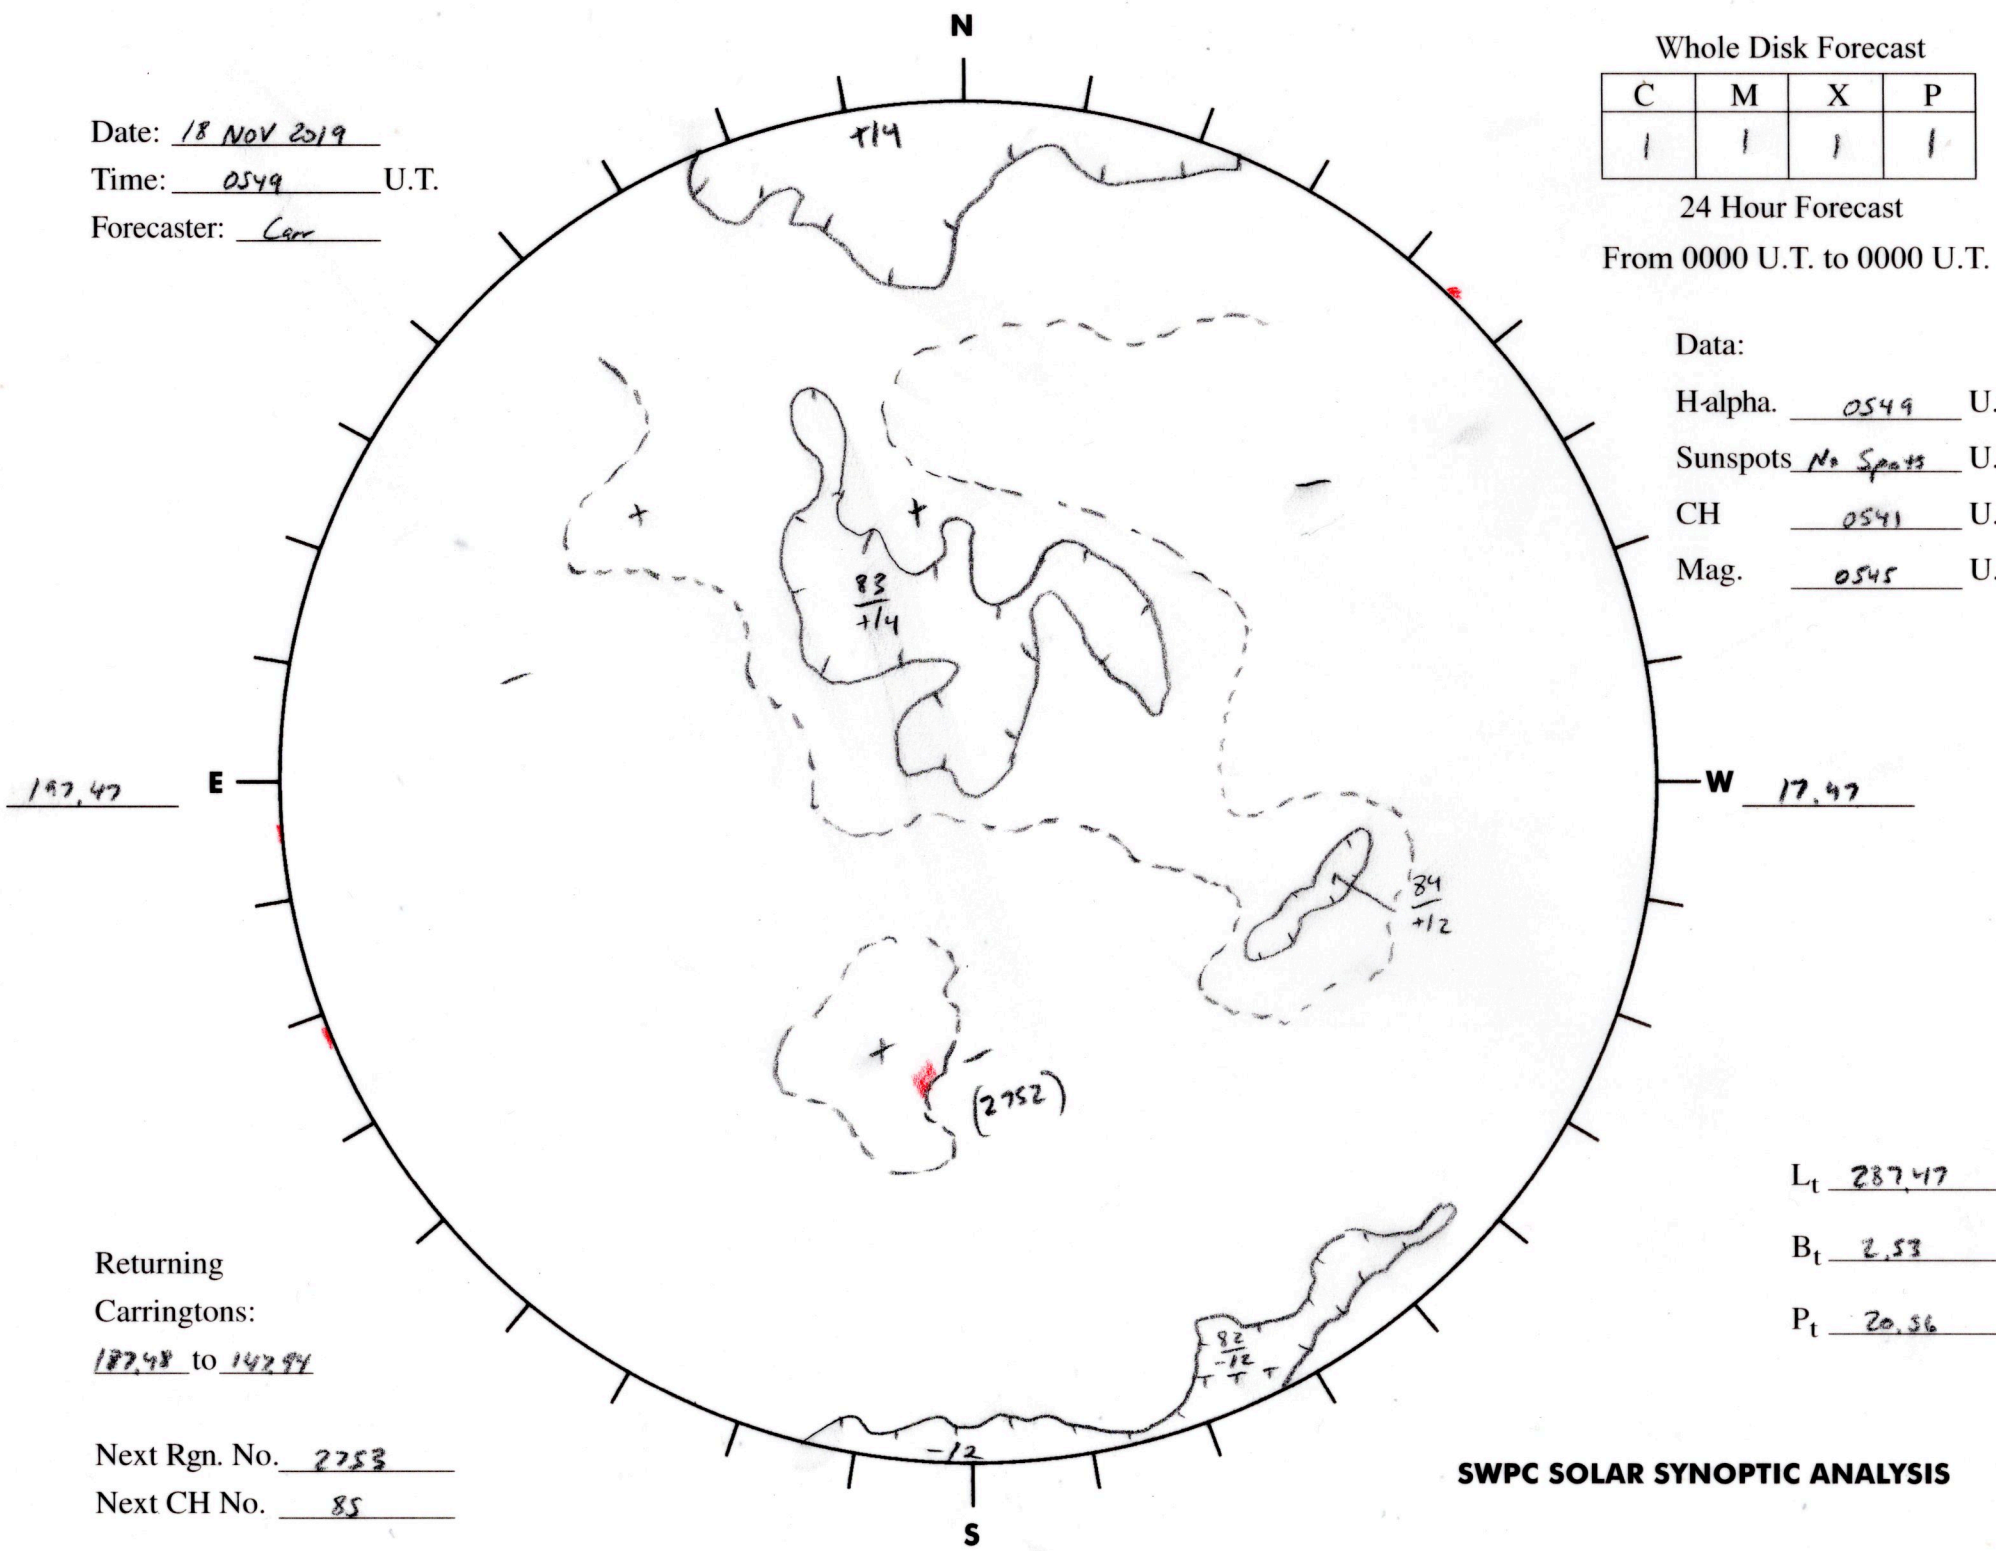 N
Whole Disk Forecast
C M X P
1 1 1 1
24 Hour Forecast
From 0000 U.T. to 0000 U.T.
Date: 18 NOV 2019
Time: 0549 U.T.
Forecaster: Carr
+14
Data:
H-alpha. 0549 U.
Sunspots No Spots U.
CH 0541 U.
Mag. 0545 U.
+
+
-
83
+/4
-
197.47 E
W 17.47
84
+/2
+
-
(2752)
Lt 287.47
Bt 2.53
Pt 20.56
Returning
Carringtons:
187.48 to 147.94
82
-12
-12
Next Rgn. No. 2753
Next CH No. 85
SWPC SOLAR SYNOPTIC ANALYSIS
S